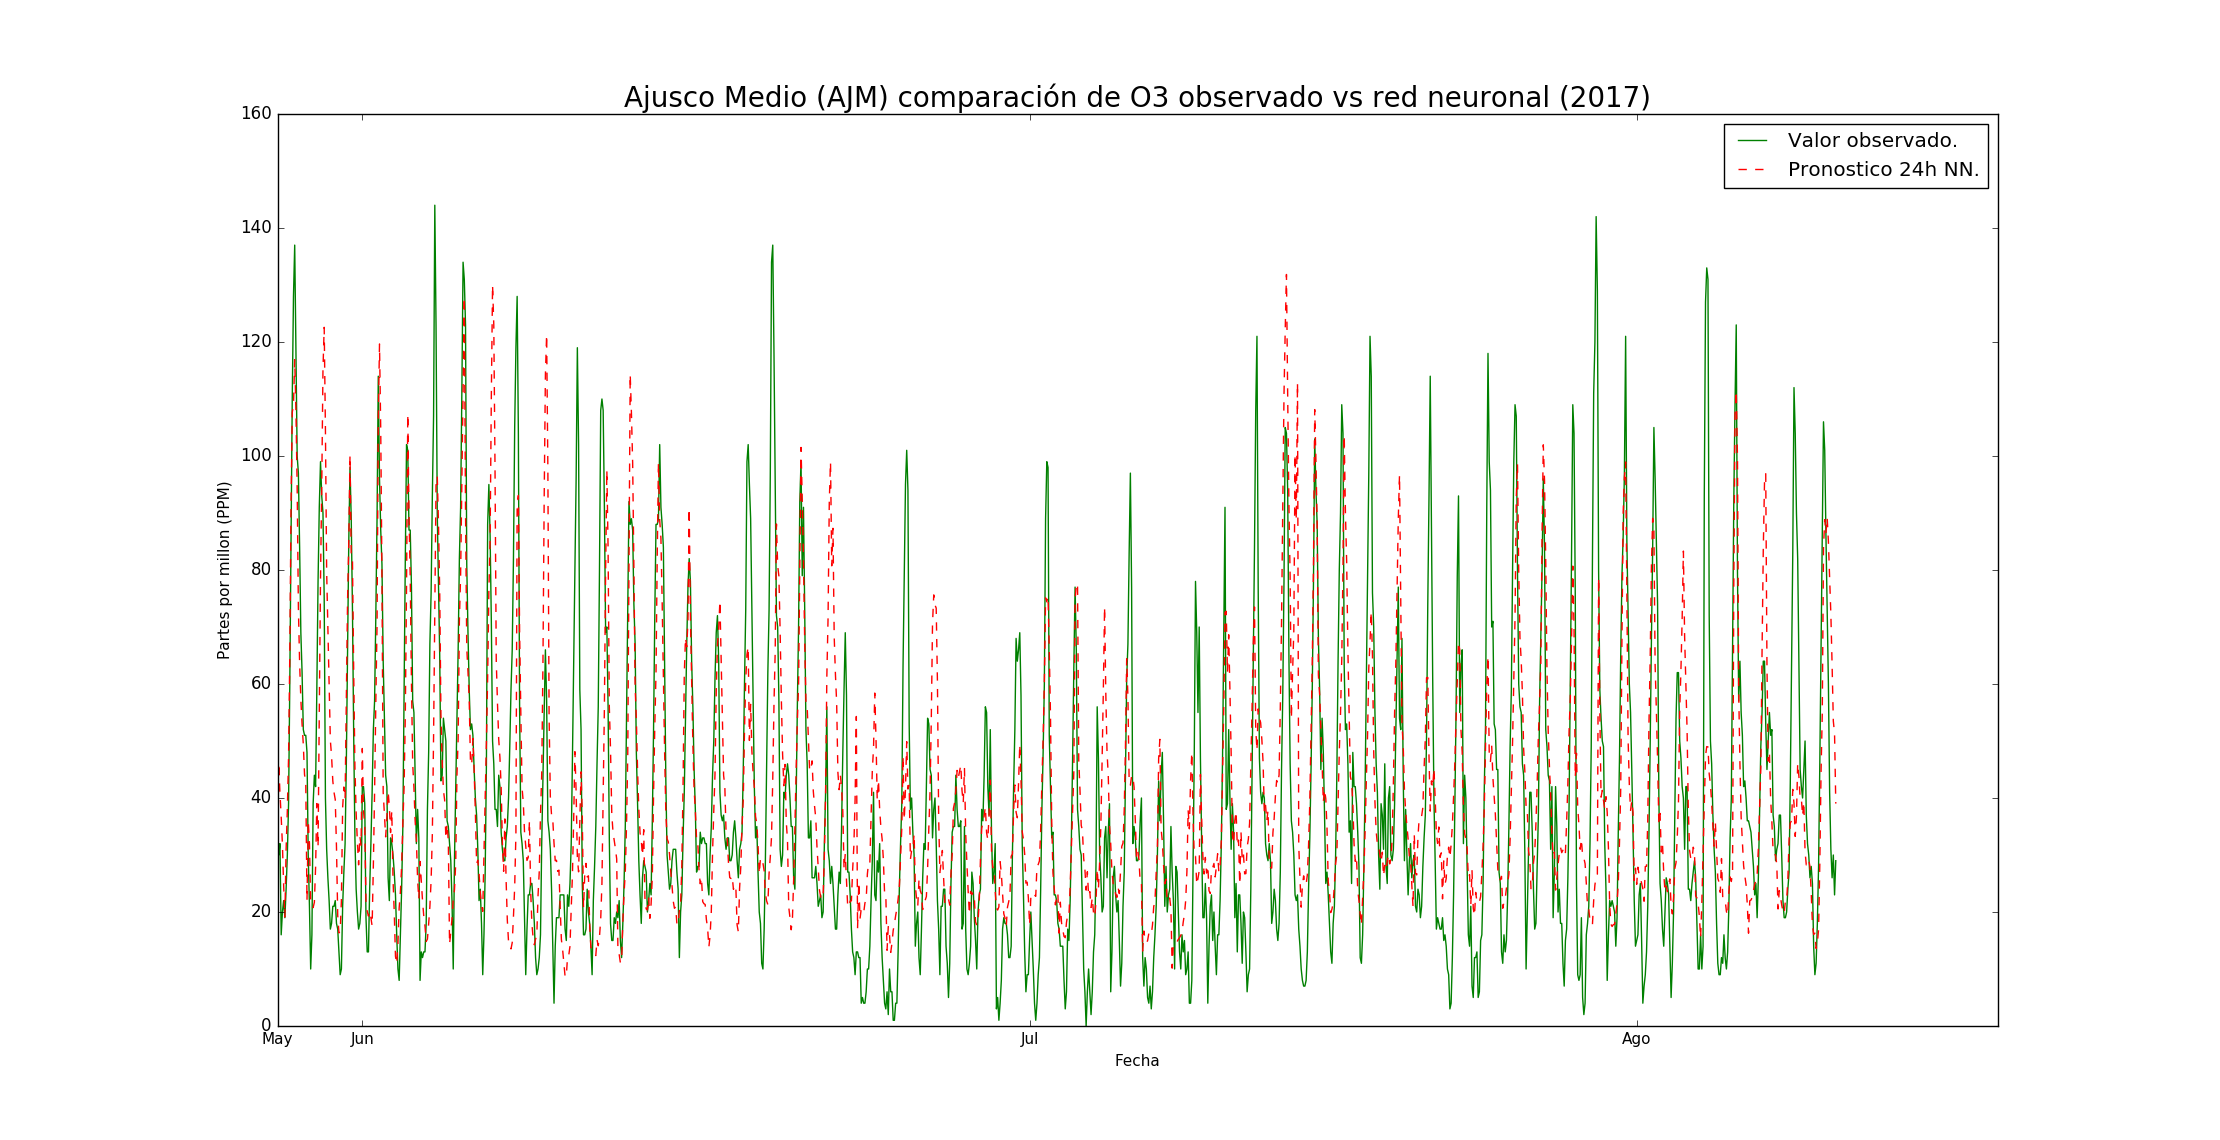 Ajusco Medio (AJM) comparación de O3 observado vs red neuronal (2017)
160
140
120
100
80
60
40
20
0
Partes por millon (PPM)
Valor observado.
Pronostico 24h NN.
May
Jun
Jul
Ago
Fecha